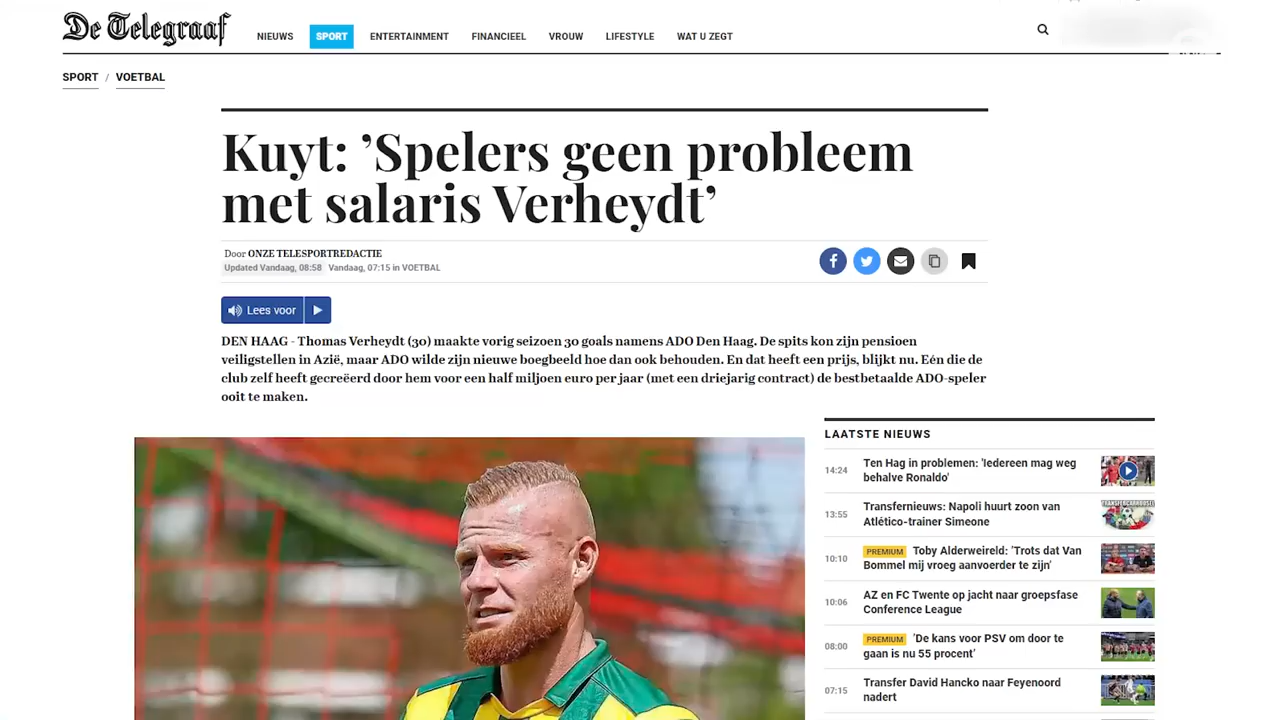 De Telegraaf
NIEUWS SPORT ENTERTAINMENT FINANCIEEL VROUW LIFESTYLE WAT U ZEGT
SPORT / VOETBAL
Kuyt: ’Spelers geen probleem
met salaris Verheydt’
Door ONZE TELESPORTREDACTIE
Updated Vandaag, 08:58 Vandaag, 07:15 in VOETBAL
Lees voor
DEN HAAG - Thomas Verheydt (30) maakte vorig seizoen 30 goals namens ADO Den Haag. De spits kon zijn pensioen
veiligstellen in Azië, maar ADO wilde zijn nieuwe boegbeeld hoe dan ook behouden. En dat heeft een prijs, blijkt nu. Eén die de
club zelf heeft gecreëerd door hem voor een half miljoen euro per jaar (met een driejarig contract) de bestbetaalde ADO-speler
ooit te maken.
LAATSTE NIEUWS
14:24 Ten Hag in problemen: 'Iedereen mag weg
behalve Ronaldo'
13:55 Transfernieuws: Napoli huurt zoon van
Atlético-trainer Simeone
10:10 PREMIUM Toby Alderweireld: ’Trots dat Van
Bommel mij vroeg aanvoerder te zijn’
10:06 AZ en FC Twente op jacht naar groepsfase
Conference League
08:00 PREMIUM ’De kans voor PSV om door te
gaan is nu 55 procent’
07:15 Transfer David Hancko naar Feyenoord
nadert